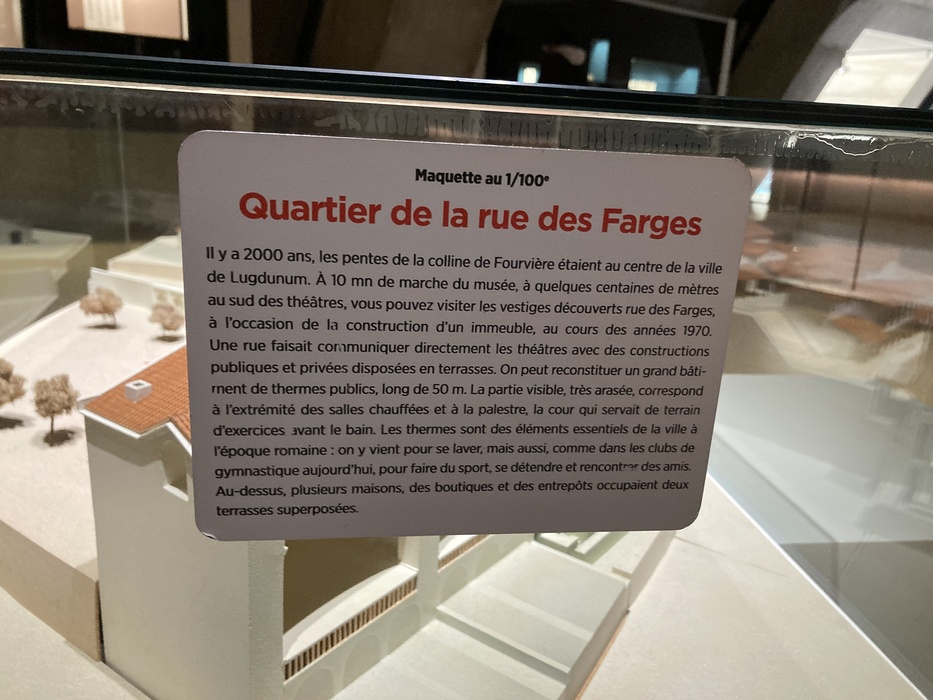 Maquette au 1/100e
Quartier de la rue des Farges
Il y a 2000 ans, les pentes de la colline de Fourvière étaient au centre de la ville
de Lugdunum. À 10 mn de marche du musée, à quelques centaines de mètres
au sud des théâtres, vous pouvez visiter les vestiges découverts rue des Farges,
à l'occasion de la construction d'un immeuble, au cours des années 1970.
Une rue faisait communiquer directement les théâtres avec des constructions
publiques et privées disposées en terrasses. On peut reconstituer un grand bâti-
ment de thermes publics, long de 50 m. La partie visible, très arasée, correspond
à l'extrémité des salles chauffées et à la palestre, la cour qui servait de terrain
d'exercices avant le bain. Les thermes sont des éléments essentiels de la ville à
l'époque romaine : on y vient pour se laver, mais aussi, comme dans les clubs de
gymnastique aujourd'hui, pour faire du sport, se détendre et rencontrer des amis.
Au-dessus, plusieurs maisons, des boutiques et des entrepôts occupaient deux
terrasses superposées.